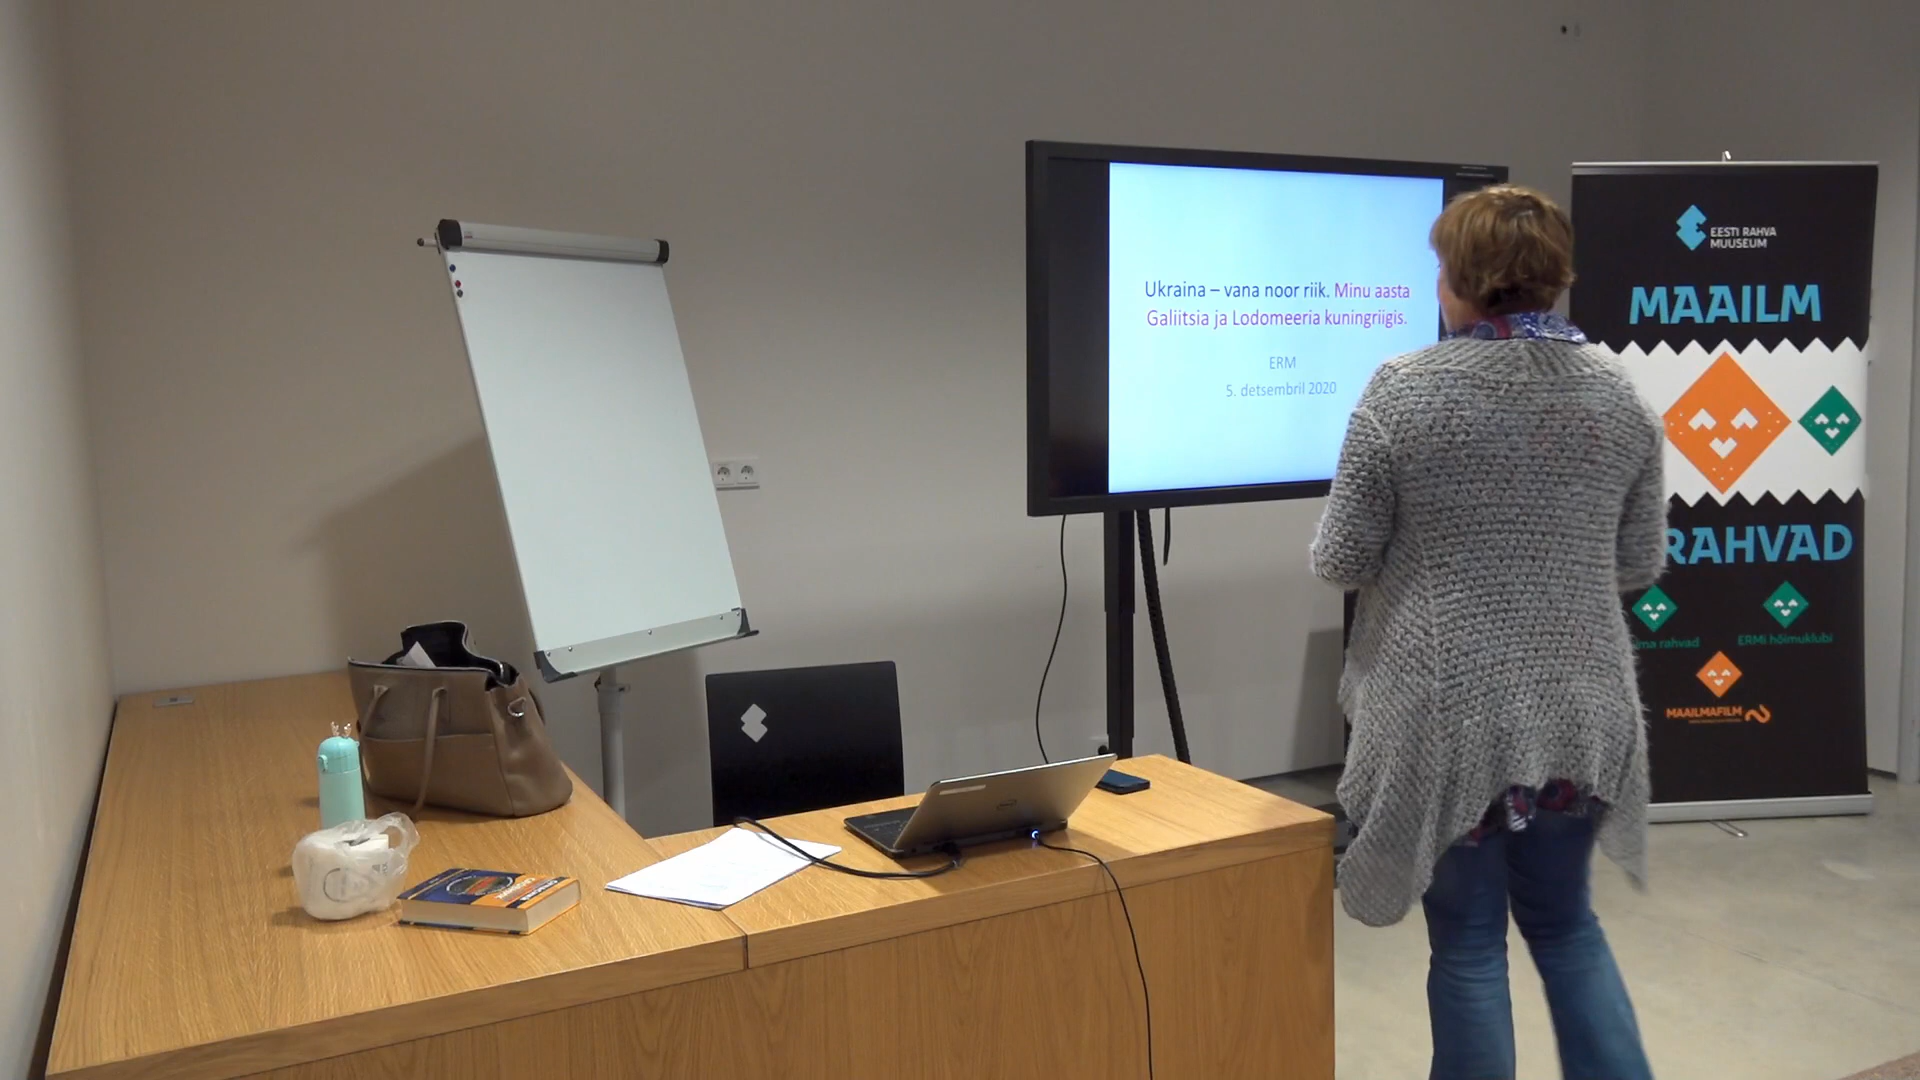 Ukraina – vana noor riik. Minu aasta
Galiitsia ja Lodomeeria kuningriigis.
ERM
5. detsembril 2020
EESTI RAHVA
MUUSEUM
MAAILM
RAHVAD
rahvad
ERMi hõimuklubi
MAAILMAFILM